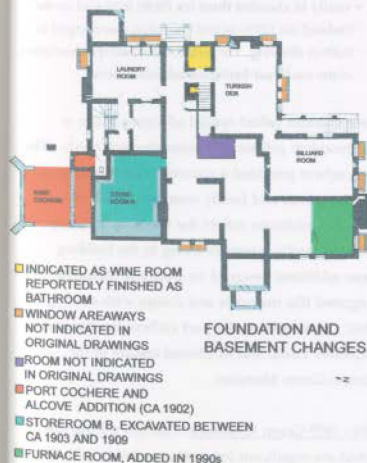 LAUNDRY
ROOM
TURKISH
DEN
BILLIARD
ROOM
PORT
COCHERE
STORE-
ROOM B
INDICATED AS WINE ROOM
REPORTEDLY FINISHED AS
BATHROOM
WINDOW AREAWAYS
NOT INDICATED IN
ORIGINAL DRAWINGS
ROOM NOT INDICATED
IN ORIGINAL DRAWINGS
PORT COCHERE AND
ALCOVE ADDITION (CA 1902)
STOREROOM B, EXCAVATED BETWEEN
CA 1903 AND 1909
FURNACE ROOM, ADDED IN 1990s
FOUNDATION AND
BASEMENT CHANGES
N